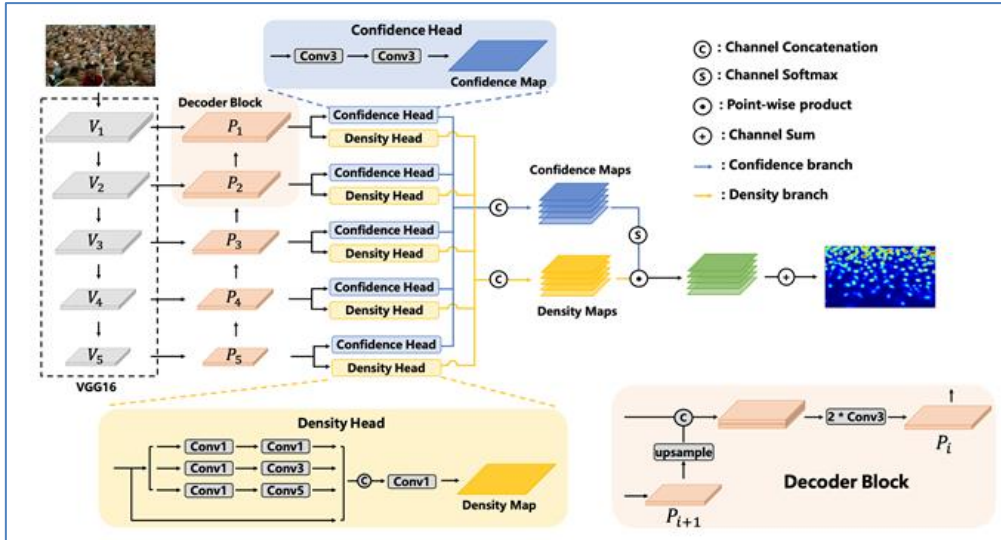 Confidence Head
Conv3 Conv3
Confidence Map
C : Channel Concatenation
S : Channel Softmax
: Point-wise product
+ : Channel Sum
: Confidence branch
: Density branch
Decoder Block
V1 P1 Confidence Head
Density Head
V2 P2 Confidence Head
Density Head
V3 P3 Confidence Head
Density Head
V4 P4 Confidence Head
Density Head
V5 P5 Confidence Head
Density Head
VGG16
Confidence Maps
C
S
C
Density Maps
+
Density Head
Conv1 Conv1
Conv1 Conv3
Conv1 Conv5
C Conv1
Density Map
C 2 * Conv3
Pi
upsample
Pi+1
Decoder Block